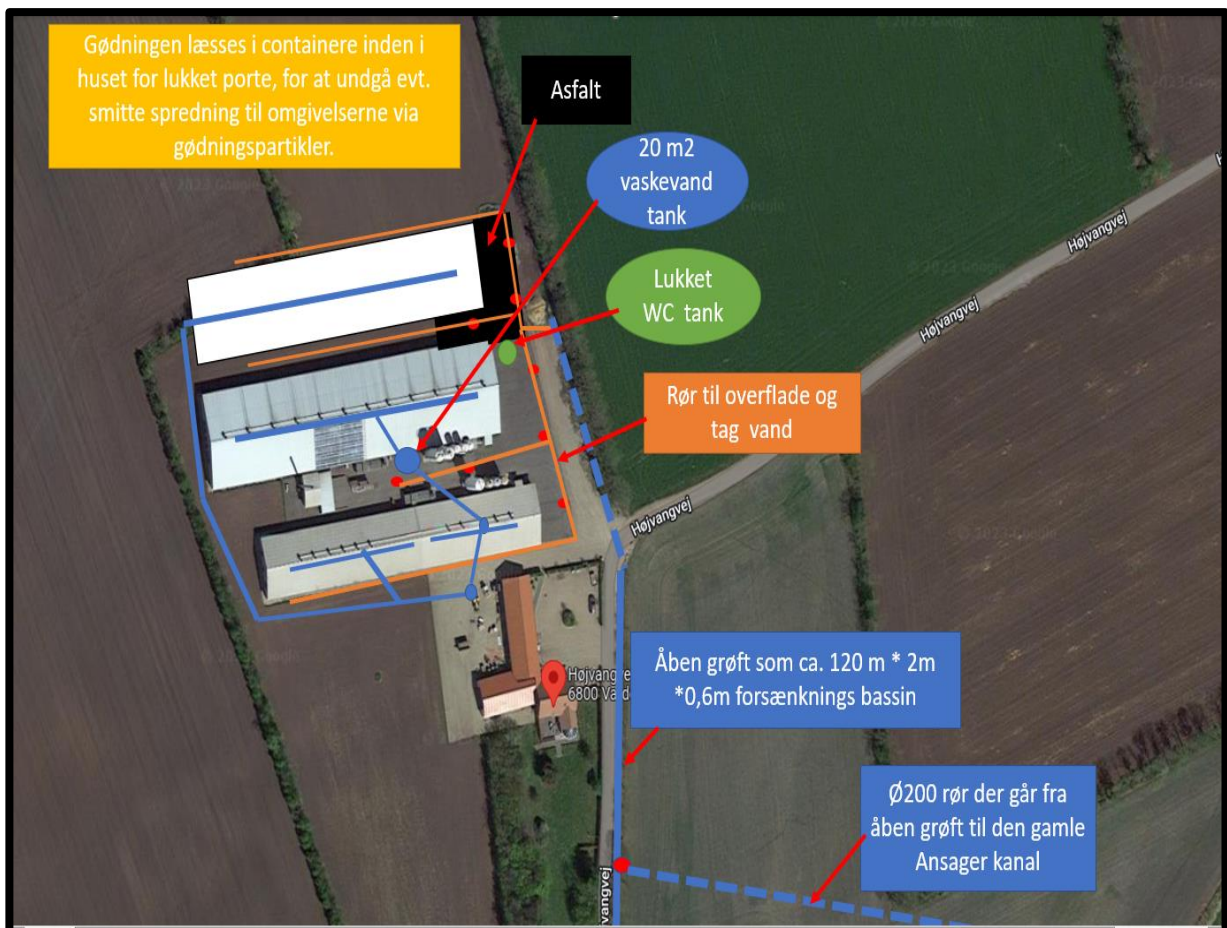 Gødningen læsses i containere inden i
huset for lukket porte, for at undgå evt.
smitte spredning til omgivelserne via
gødningspartikler.
Asfalt
20 m2
vaskevand
tank
Lukket
WC tank
Rør til overflade og
tag vand
Højvangvej
Højvangvej
Højvangvej
Højvangve
6800 Va de
Åben grøft som ca. 120 m * 2m
*0,6m forsænknings bassin
Ø200 rør der går fra
åben grøft til den gamle
Ansager kanal
vangvej